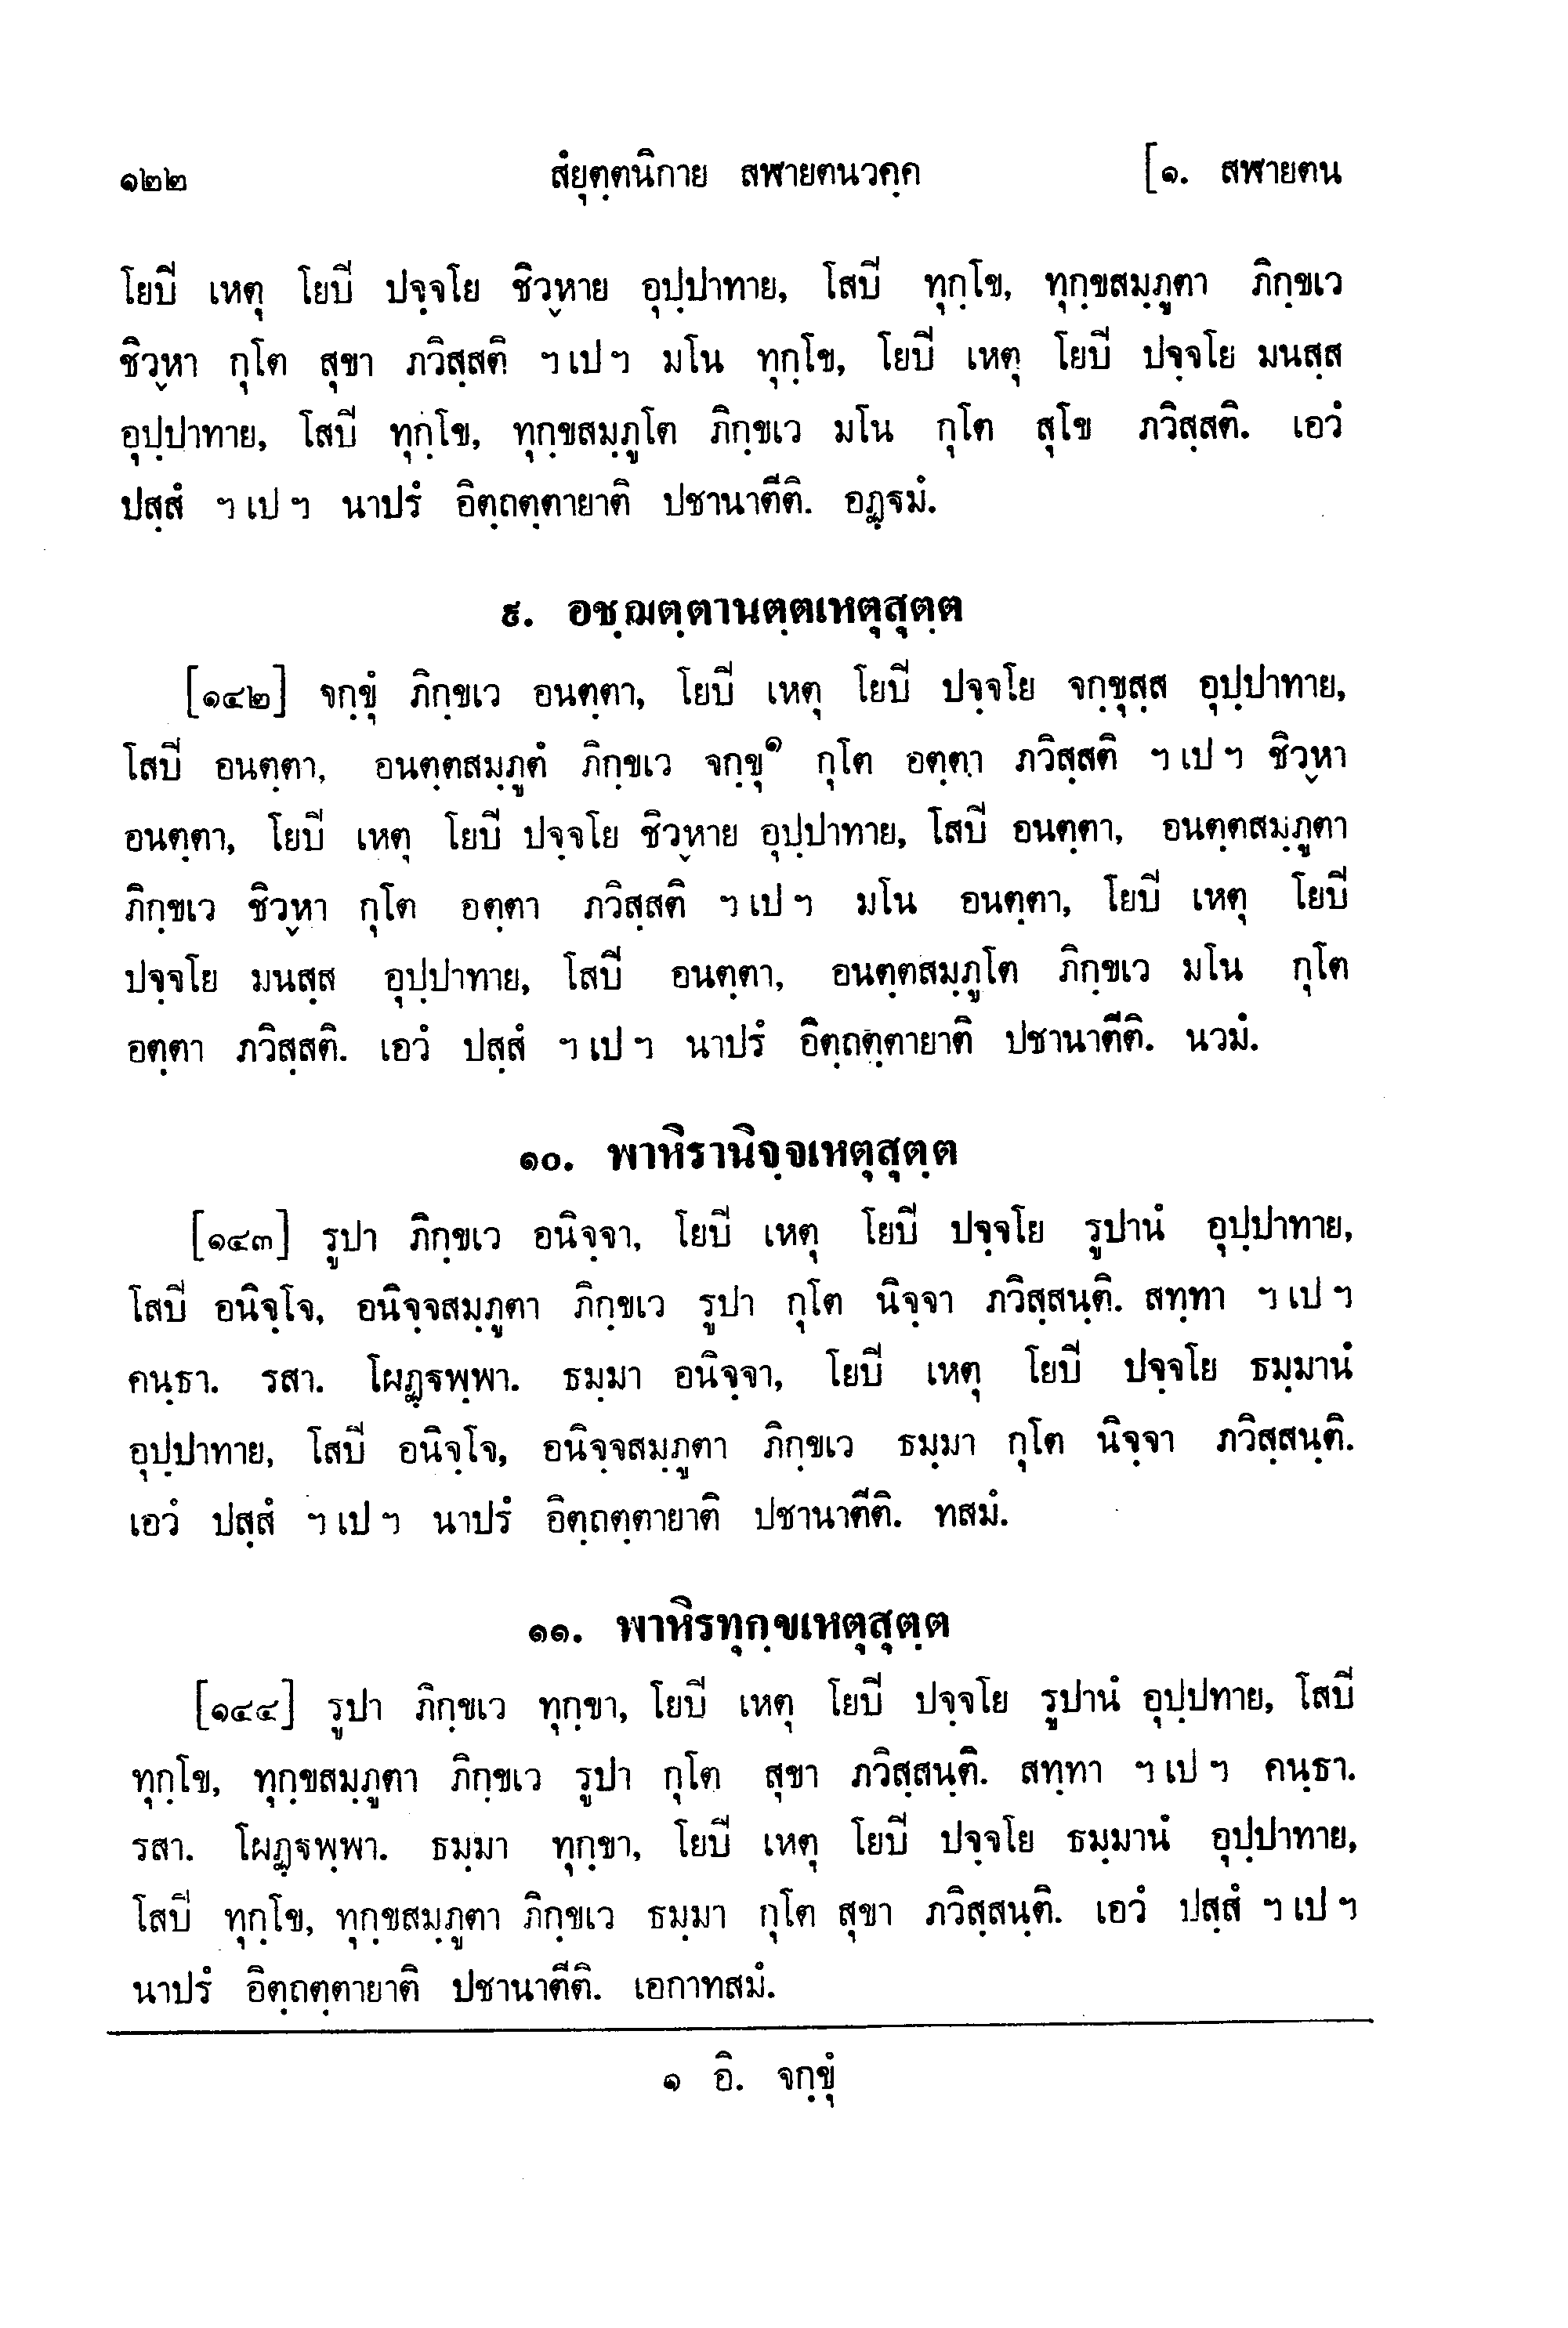 ๑๒๒ สํยุตฺตนิกาย สฬายตนวคฺค [๑. สฬายตน
โยปิ เหตุ โยปิ ปจฺจโย ชิวฺหาย อุปฺปาทาย, โสปิ ทุกฺโข, ทุกฺขสมฺภูตา ภิกฺขเว
ชิวฺหา กุโต สุขา ภวิสฺสติ ฯ เป ฯ มโน ทุกฺโข, โยปิ เหตุ โยปิ ปจฺจโย มนสฺส
อุปฺปาทาย, โสปิ ทุกฺโข, ทุกฺขสมฺภูโต ภิกฺขเว มโน กุโต สุโข ภวิสฺสติ. เอวํ
ปสฺสํ ฯ เป ฯ นาปรํ อิตฺถตฺตายาติ ปชานาตีติ. อฏฺฐมํ.
๙. อชฺฌตฺตานตฺตเหตุสุตฺต
[๑๔๒] จกฺขุํ ภิกฺขเว อนตฺตา, โยปิ เหตุ โยปิ ปจฺจโย จกฺขุสฺส อุปฺปาทาย,
โสปิ อนตฺตา, อนตฺตสมฺภูตํ ภิกฺขเว จกฺขุ๑ กุโต อตฺตา ภวิสฺสติ ฯ เป ฯ ชิวฺหา
อนตฺตา, โยปิ เหตุ โยปิ ปจฺจโย ชิวฺหาย อุปฺปาทาย, โสปิ อนตฺตา, อนตฺตสมฺภูตา
ภิกฺขเว ชิวฺหา กุโต อตฺตา ภวิสฺสติ ฯ เป ฯ มโน อนตฺตา, โยปิ เหตุ โยปิ
ปจฺจโย มนสฺส อุปฺปาทาย, โสปิ อนตฺตา, อนตฺตสมฺภูโต ภิกฺขเว มโน กุโต
อตฺตา ภวิสฺสติ. เอวํ ปสฺสํ ฯ เป ฯ นาปรํ อิตฺถตฺตายาติ ปชานาตีติ. นวมํ.
๑๐. พาหิรานิจฺจเหตุสุตฺต
[๑๔๓] รูปา ภิกฺขเว อนิจฺจา, โยปิ เหตุ โยปิ ปจฺจโย รูปานํ อุปฺปาทาย,
โสปิ อนิจฺโจ, อนิจฺจสมฺภูตา ภิกฺขเว รูปา กุโต นิจฺจา ภวิสฺสนฺติ. สทฺทา ฯ เป ฯ
คนฺธา. รสา. โผฏฺฐพฺพา. ธมฺมา อนิจฺจา, โยปิ เหตุ โยปิ ปจฺจโย ธมฺมานํ
อุปฺปาทาย, โสปิ อนิจฺโจ, อนิจฺจสมฺภูตา ภิกฺขเว ธมฺมา กุโต นิจฺจา ภวิสฺสนฺติ.
เอวํ ปสฺสํ ฯ เป ฯ นาปรํ อิตฺถตฺตายาติ ปชานาตีติ. ทสมํ.
๑๑. พาหิรทุกฺขเหตุสุตฺต
[๑๔๔] รูปา ภิกฺขเว ทุกฺขา, โยปิ เหตุ โยปิ ปจฺจโย รูปานํ อุปฺปทาย, โสปิ
ทุกฺโข, ทุกฺขสมฺภูตา ภิกฺขเว รูปา กุโต สุขา ภวิสฺสนฺติ. สทฺทา ฯ เป ฯ คนฺธา.
รสา. โผฏฺฐพฺพา. ธมฺมา ทุกฺขา, โยปิ เหตุ โยปิ ปจฺจโย ธมฺมานํ อุปฺปาทาย,
โสปิ ทุกฺโข, ทุกฺขสมฺภูตา ภิกฺขเว ธมฺมา กุโต สุขา ภวิสฺสนฺติ. เอวํ ปสฺสํ ฯ เป ฯ
นาปรํ อิตฺถตฺตายาติ ปชานาตีติ. เอกาทสมํ.
๑ อิ. จกฺขุํ